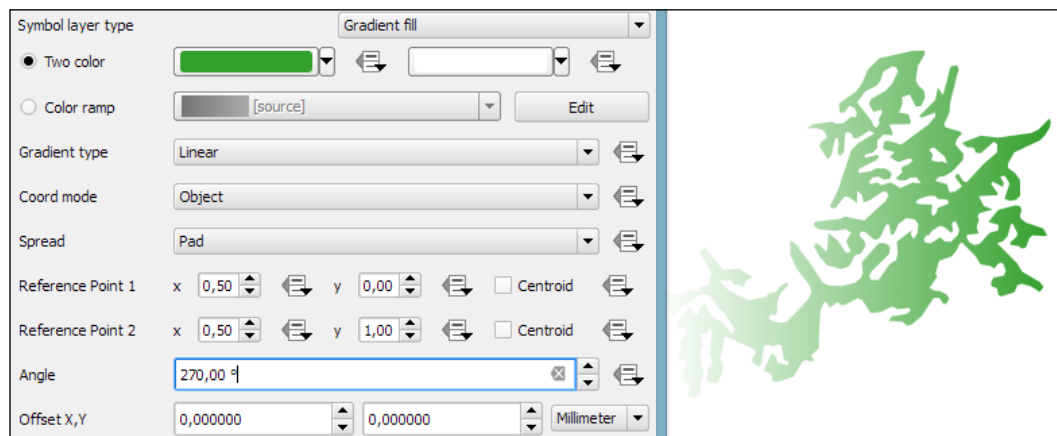 Symbol layer type Gradient fill
Two color
Color ramp [source] Edit
Gradient type Linear
Coord mode Object
Spread Pad
Reference Point 1 x 0,50 y 0,00 Centroid
Reference Point 2 x 0,50 y 1,00 Centroid
Angle 270,00 °
Offset X,Y 0,000000 0,000000 Millimeter